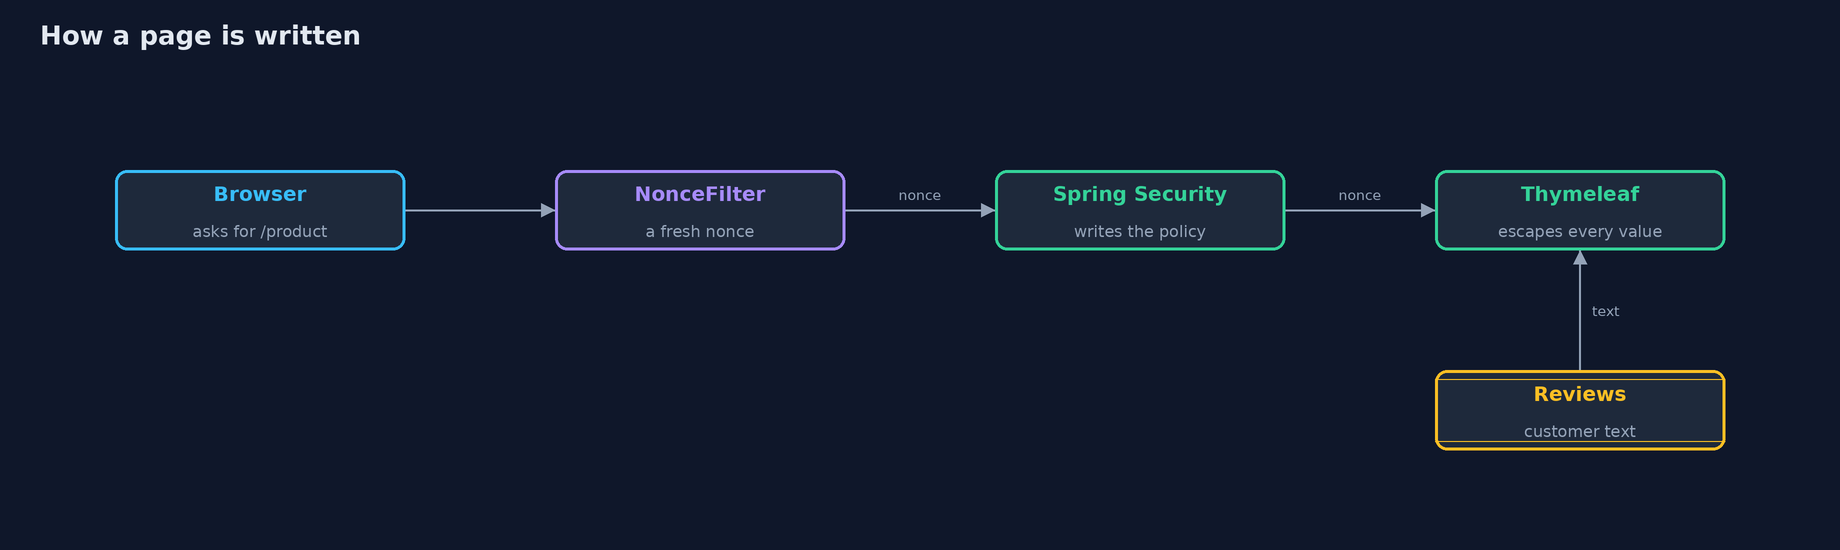 How a page is written
Browser
asks for /product
NonceFilter
a fresh nonce
nonce
Spring Security
writes the policy
nonce
Thymeleaf
escapes every value
text
Reviews
customer text